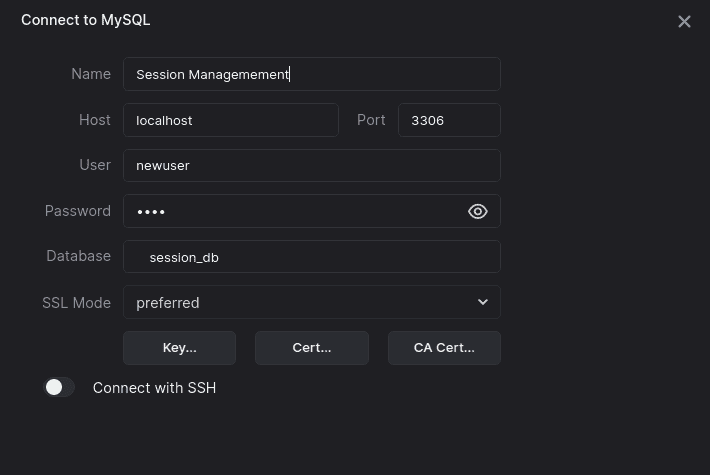 Connect to MySQL
Name Session Managemement
Host localhost Port 3306
User newuser
Password ••••
Database session_db
SSL Mode preferred
Key... Cert... CA Cert...
Connect with SSH